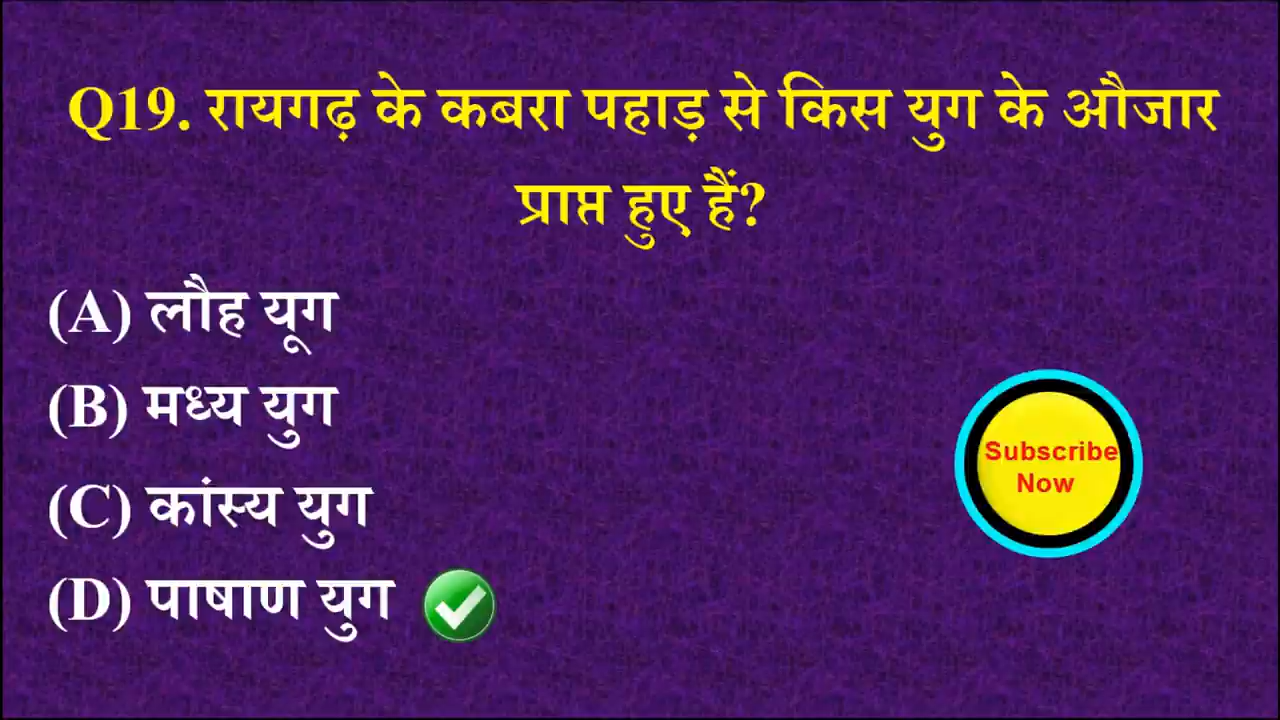 Q19. रायगढ़ के कबरा पहाड़ से किस युग के औजार
प्राप्त हुए हैं?
(A) लौह यूग
(B) मध्य युग
(C) कांस्य युग
(D) पाषाण युग
Subscribe
Now